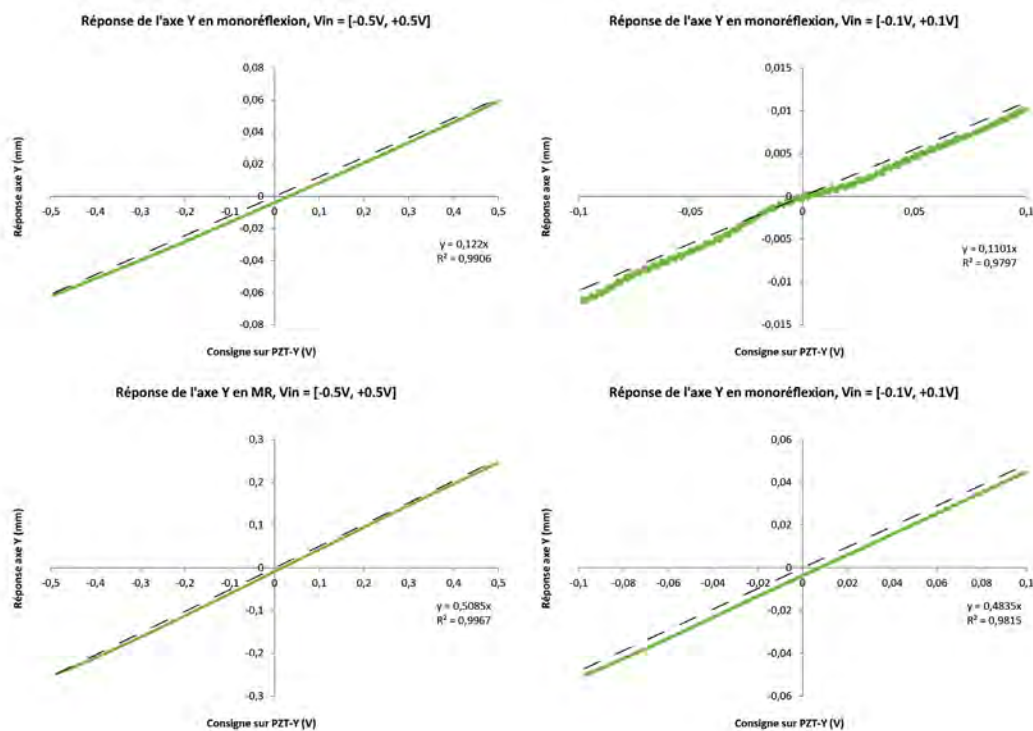 Réponse de l'axe Y en monoréflexion, Vin = [-0.5V, +0.5V]
Réponse axe Y (mm)
0,08
0,06
0,04
0,02
0
-0,02
-0,04
-0,06
-0,08
-0,5 -0,4 -0,3 -0,2 -0,1 0 0,1 0,2 0,3 0,4 0,5
y = 0,122x
R² = 0,9906
Consigne sur PZT-Y (V)
Réponse de l'axe Y en monoréflexion, Vin = [-0.1V, +0.1V]
Réponse axe Y (mm)
0,015
0,01
0,005
0
-0,005
-0,01
-0,015
-0,1 -0,05 0 0,05 0,1
y = 0,1101x
R² = 0,9797
Consigne sur PZT-Y (V)
Réponse de l'axe Y en MR, Vin = [-0.5V, +0.5V]
Réponse axe Y (mm)
0,3
0,2
0,1
0
-0,1
-0,2
-0,3
-0,5 -0,4 -0,3 -0,2 -0,1 0 0,1 0,2 0,3 0,4 0,5
y = 0,5085x
R² = 0,9967
Consigne sur PZT-Y (V)
Réponse de l'axe Y en monoréflexion, Vin = [-0.1V, +0.1V]
Réponse axe Y (mm)
0,06
0,04
0,02
0
-0,02
-0,04
-0,06
-0,1 -0,08 -0,06 -0,04 -0,02 0 0,02 0,04 0,06 0,08 0,1
y = 0,4835x
R² = 0,9815
Consigne sur PZT-Y (V)